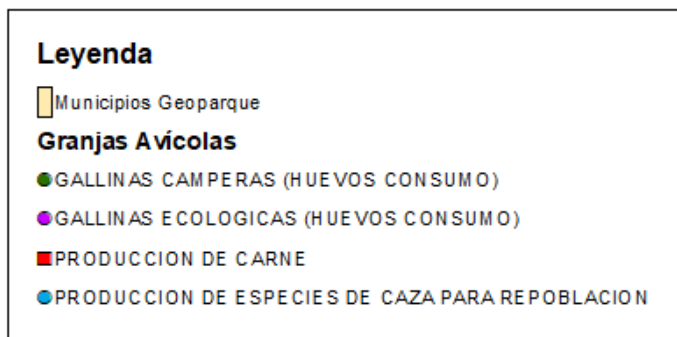 Leyenda
Municipios Geoparque
Granjas Avícolas
GALLINAS CAMPERAS (HUEVOS CONSUMO)
GALLINAS ECOLOGICAS (HUEVOS CONSUMO)
PRODUCCION DE CARNE
PRODUCCION DE ESPECIES DE CAZA PARA REPOBLACION